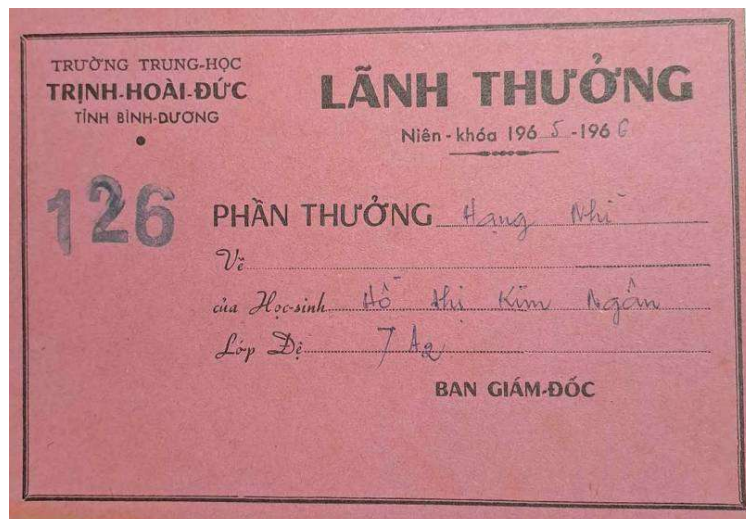 TRƯỜNG TRUNG-HỌC
TRỊNH-HOÀI-ĐỨC
TỈNH BÌNH-DƯƠNG
LÃNH THƯỞNG
Niên-khóa 1965-1966
126
PHẦN THƯỞNG Hạng Nhì
Về
của Học-sinh Hồ thị Kim Ngân
Lớp Đệ 7 A2
BAN GIÁM-ĐỐC